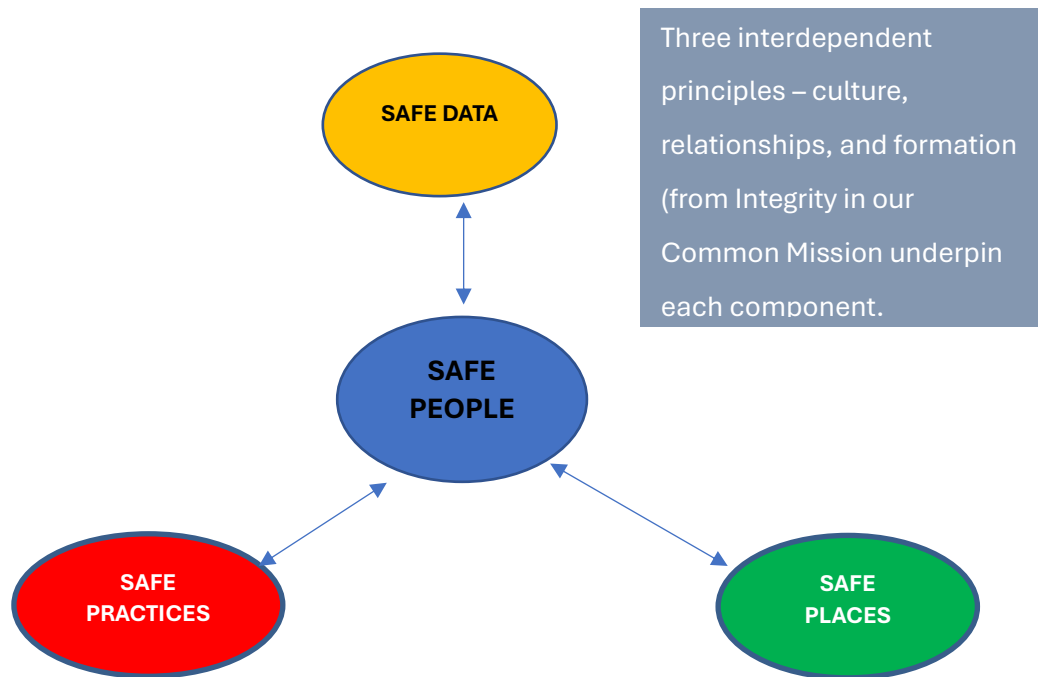 Three interdependent
principles – culture,
relationships, and formation
(from Integrity in our
Common Mission underpin
each component.
SAFE DATA
SAFE
PEOPLE
SAFE
PRACTICES
SAFE
PLACES